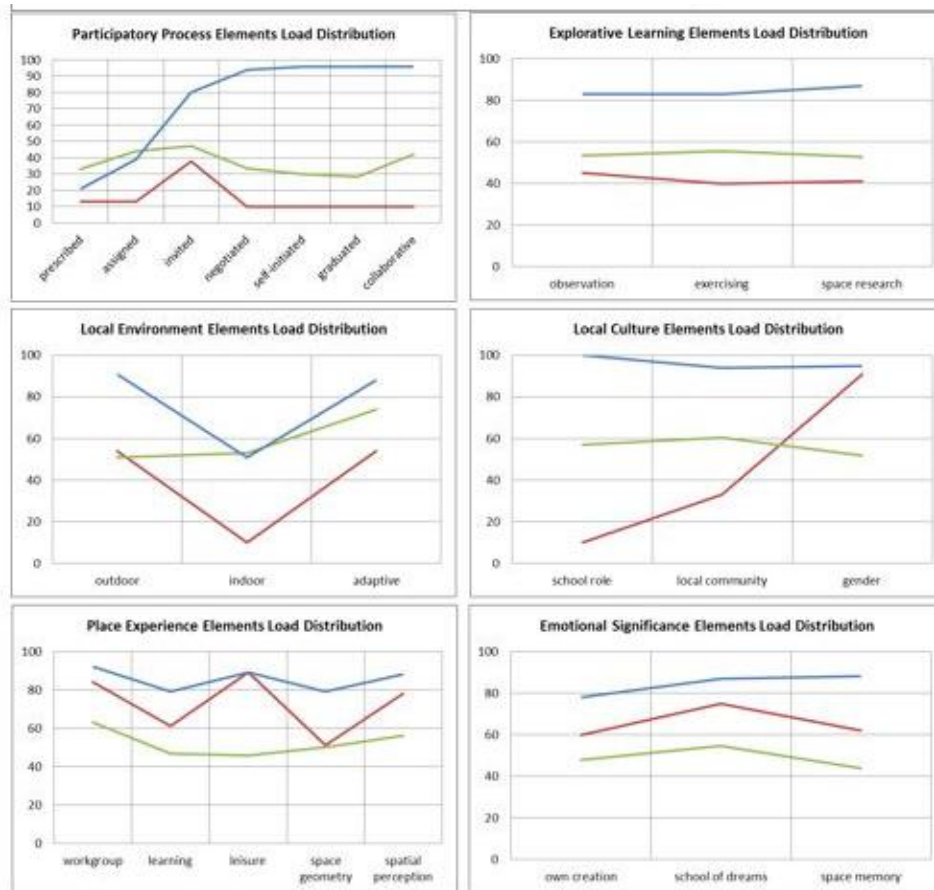 Participatory Process Elements Load Distribution
100
90
80
70
60
50
40
30
20
10
0
prescribed
assigned
invited
negotiated
self-initiated
graduated
collaborative
Explorative Learning Elements Load Distribution
100
80
60
40
20
0
observation
exercising
space research
Local Environment Elements Load Distribution
100
80
60
40
20
0
outdoor
indoor
adaptive
Local Culture Elements Load Distribution
100
80
60
40
20
0
school role
local community
gender
Place Experience Elements Load Distribution
100
80
60
40
20
0
workgroup
learning
leisure
space
geometry
spatial
perception
Emotional Significance Elements Load Distribution
100
80
60
40
20
0
own creation
school of dreams
space memory